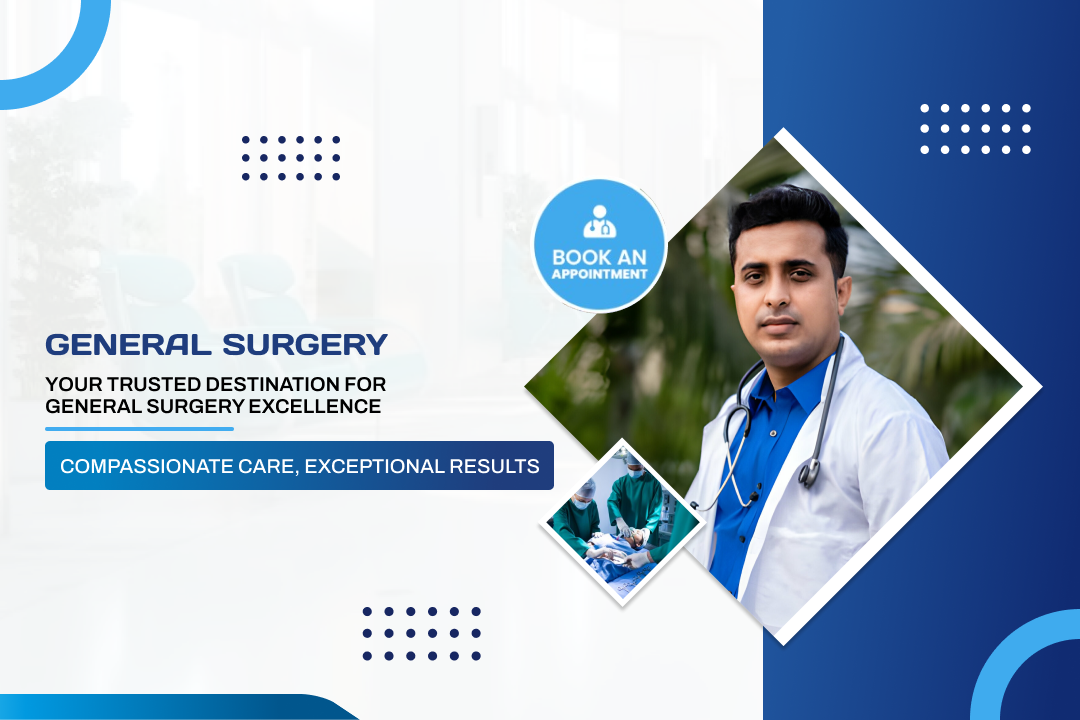 BOOK AN
APPOINTMENT
GENERAL SURGERY
YOUR TRUSTED DESTINATION FOR
GENERAL SURGERY EXCELLENCE
COMPASSIONATE CARE, EXCEPTIONAL RESULTS